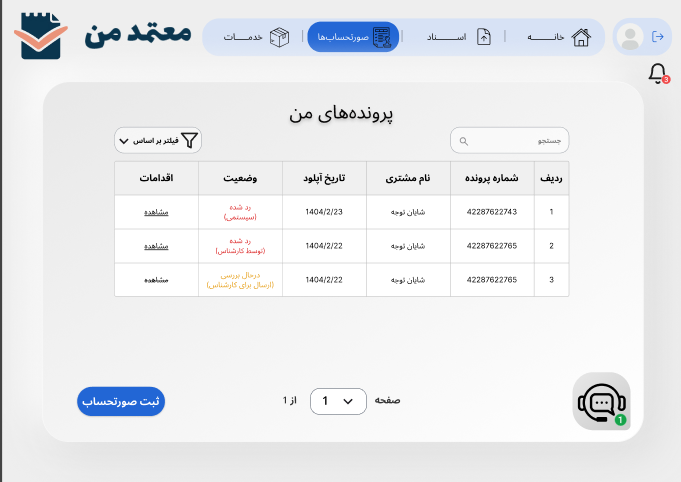 معتمد من
خانـــــه
اســـــــناد
صورتحساب‌ها
خدمـــات
3
پرونده‌های من
جستجو
فیلتر بر اساس
ردیف شماره پرونده نام مشتری تاریخ آپلود وضعیت اقدامات
1 42287622743 شایان توجه 1404/2/23 رد شده (سیستمی) مشاهده
2 42287622765 شایان توجه 1404/2/22 رد شده (توسط کارشناس) مشاهده
3 42287622765 شایان توجه 1404/2/22 درحال بررسی (ارسال برای کارشناس) مشاهده
صفحه 1 از 1
ثبت صورتحساب
1